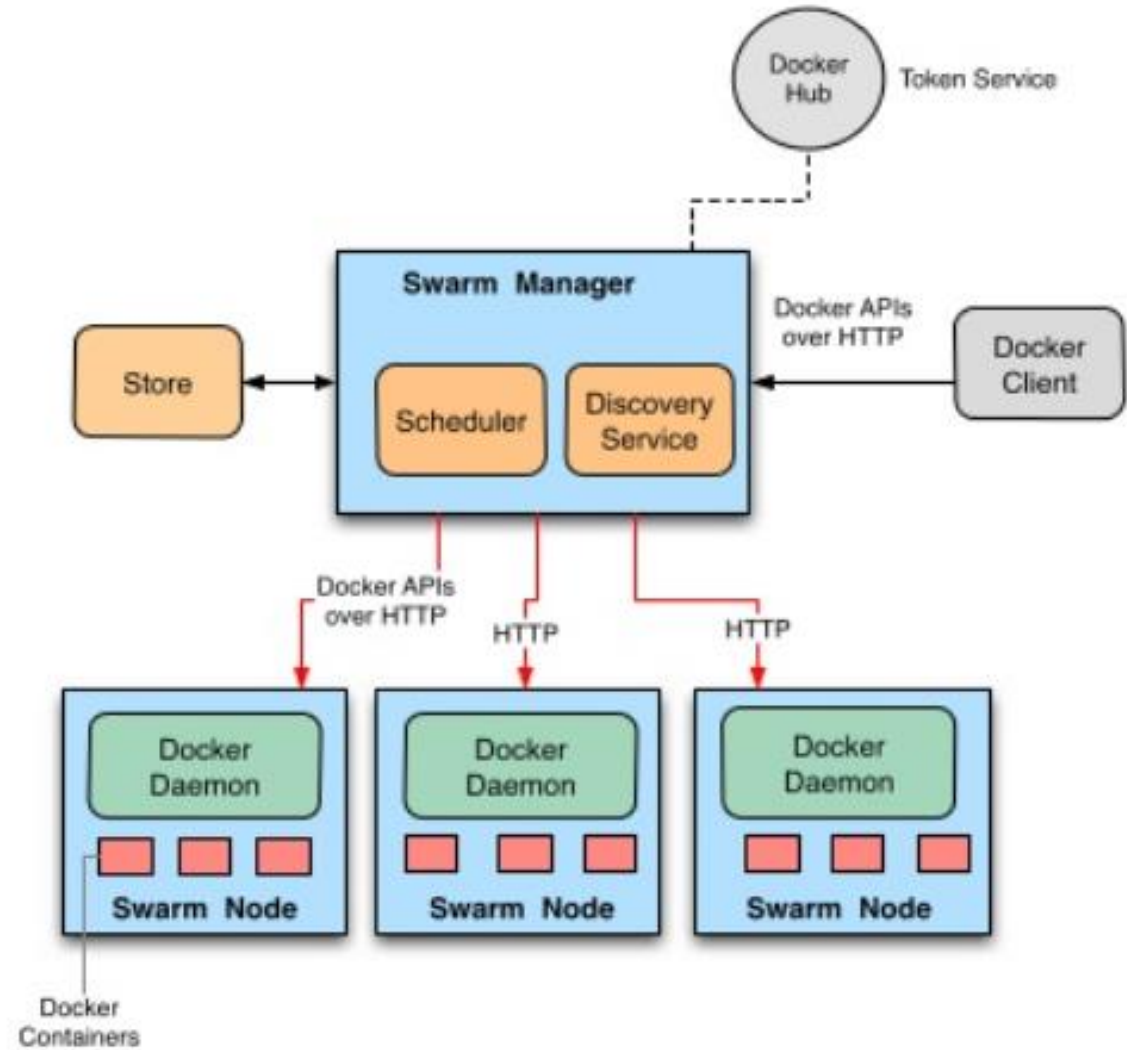 Docker
Hub
Token Service
Swarm Manager
Docker APIs
over HTTP
Store
Scheduler
Discovery
Service
Docker
Client
Docker APIs
over HTTP
HTTP
HTTP
Docker
Daemon
Docker
Daemon
Docker
Daemon
Swarm Node
Swarm Node
Swarm Node
Docker
Containers